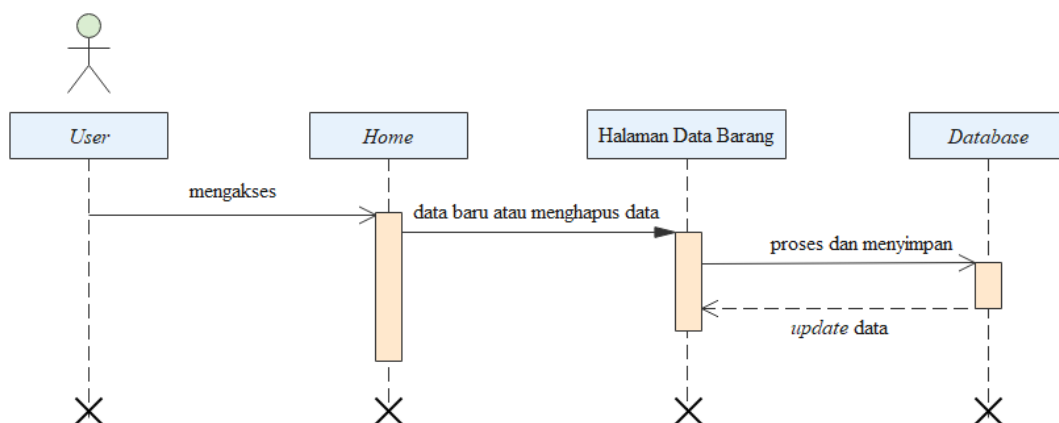 User
Home
Halaman Data Barang
Database
mengakses
data baru atau menghapus data
proses dan menyimpan
update data